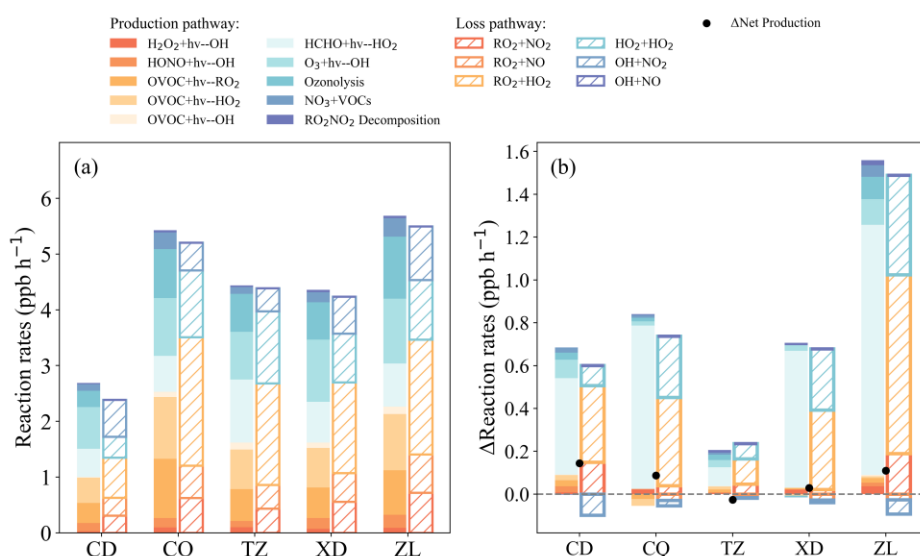 Production pathway:
H₂O₂+hv--OH
HONO+hv--OH
OVOC+hv--RO₂
OVOC+hv--HO₂
OVOC+hv--OH
HCHO+hv--HO₂
O₃+hv--OH
Ozonolysis
NO₃+VOCs
RO₂NO₂ Decomposition
Loss pathway:
RO₂+NO₂
RO₂+NO
RO₂+HO₂
HO₂+HO₂
OH+NO₂
OH+NO
ΔNet Production
(a)
Reaction rates (ppb h⁻¹)
6
5
4
3
2
1
0
CD CQ TZ XD ZL
(b)
ΔReaction rates (ppb h⁻¹)
1.6
1.4
1.2
1.0
0.8
0.6
0.4
0.2
0.0
CD CQ TZ XD ZL